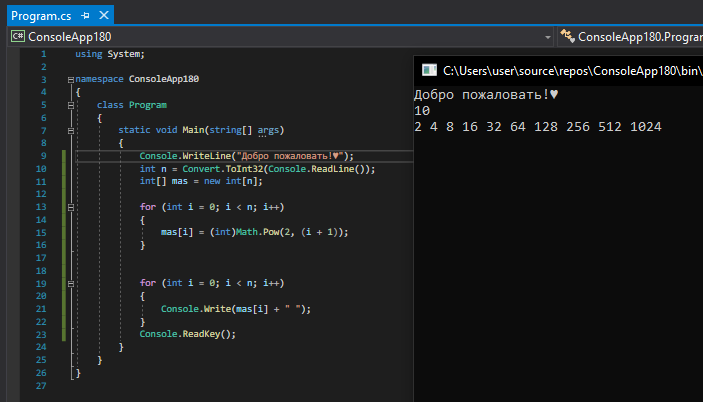 Program.cs
ConsoleApp180
ConsoleApp180.Progra
1 using System;
2
3 namespace ConsoleApp180
4 {
5 class Program
6 {
7 static void Main(string[] args)
8 {
9 Console.WriteLine("Добро пожаловать!♥");
10 int n = Convert.ToInt32(Console.ReadLine());
11 int[] mas = new int[n];
12
13 for (int i = 0; i < n; i++)
14 {
15 mas[i] = (int)Math.Pow(2, (i + 1));
16 }
17
18
19 for (int i = 0; i < n; i++)
20 {
21 Console.Write(mas[i] + " ");
22 }
23 Console.ReadKey();
24 }
25 }
26 }
27
C:\Users\user\source\repos\ConsoleApp180\bin\
Добро пожаловать!♥
10
2 4 8 16 32 64 128 256 512 1024